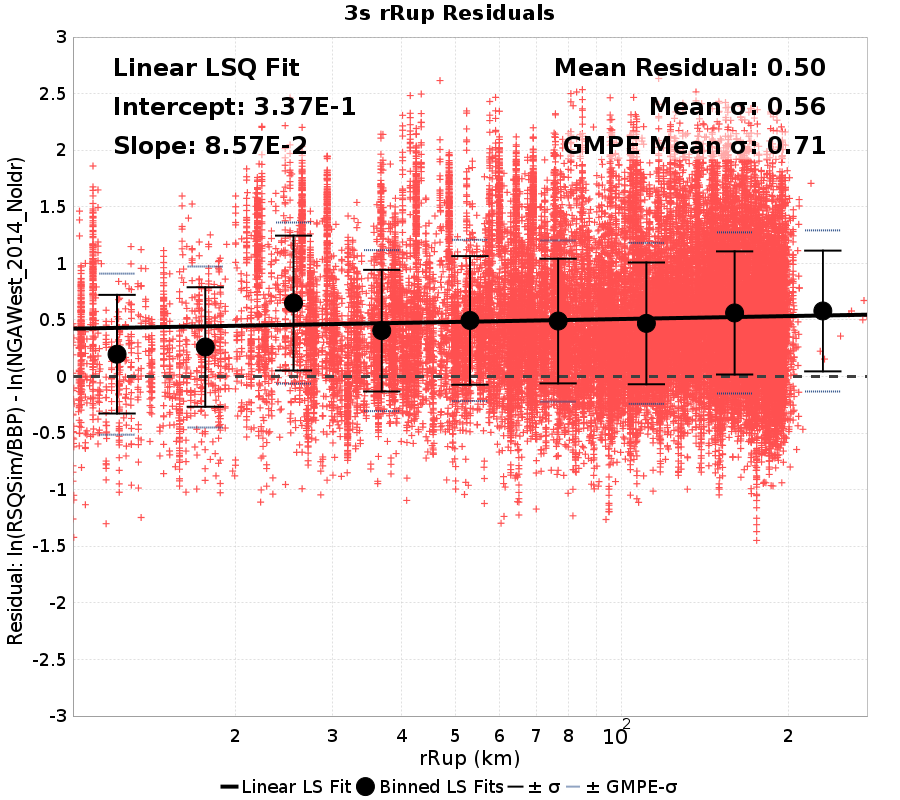 3s rRup Residuals
Linear LSQ Fit
Mean Residual: 0.50
Intercept: 3.37E-1
Mean σ: 0.56
Slope: 8.57E-2
GMPE Mean σ: 0.71
Residual: ln(RSQSim/BBP) - ln(NGAWest_2014_NoIdr)
3
2.5
2
1.5
1
0.5
0
-0.5
-1
-1.5
-2
-2.5
-3
2 3 4 5 6 7 8 10² 2
rRup (km)
Linear LS Fit Binned LS Fits ± σ ± GMPE-σ